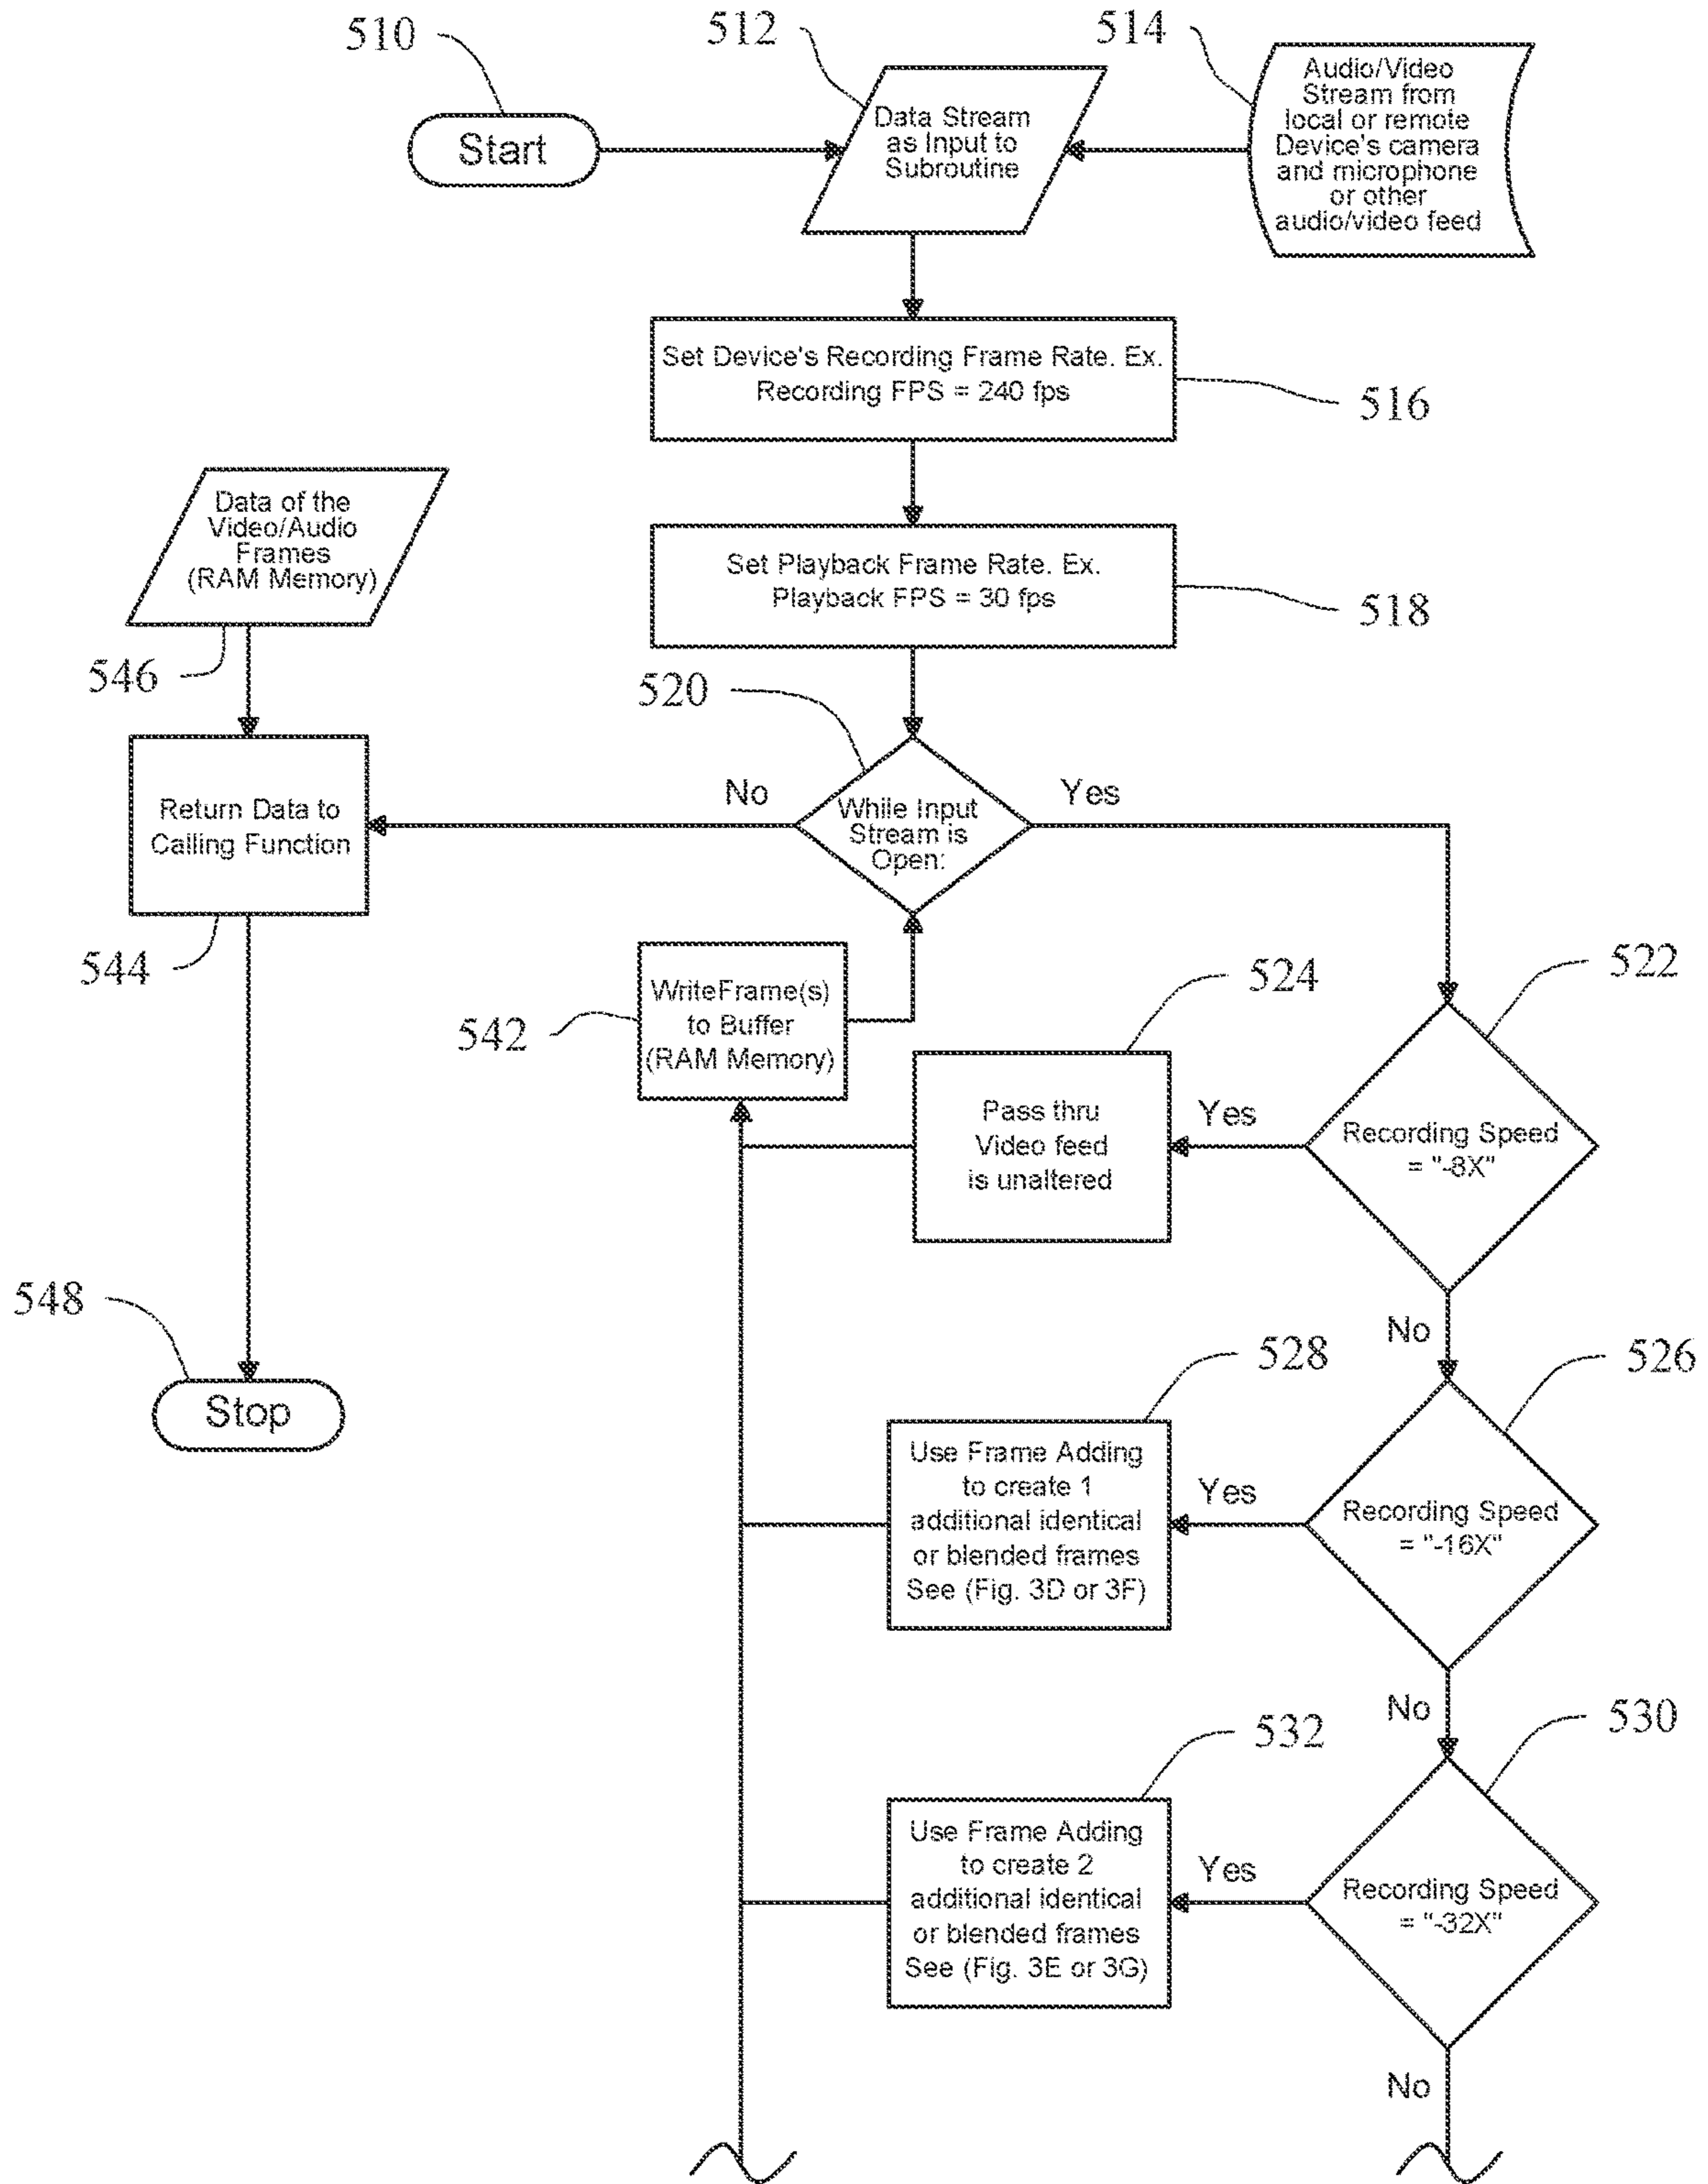 510
512
514
Start
Data Stream
as Input to
Subroutine
Audio/Video
Stream from
local or remote
Device's camera
and microphone
or other
audio/video feed
Set Device's Recording Frame Rate. Ex.
Recording FPS = 240 fps
516
Data of the
Video/Audio
Frames
(RAM Memory)
546
Set Playback Frame Rate. Ex.
Playback FPS = 30 fps
518
520
Return Data to
Calling Function
544
No
While Input
Stream is
Open:
Yes
WriteFrame(s)
to Buffer
(RAM Memory)
542
524
522
Pass thru
Video feed
is unaltered
Yes
Recording Speed
= "-8X"
No
548
Stop
528
526
Use Frame Adding
to create 1
additional identical
or blended frames
See (Fig. 3D or 3F)
Yes
Recording Speed
= "-16X"
No
532
530
Use Frame Adding
to create 2
additional identical
or blended frames
See (Fig. 3E or 3G)
Yes
Recording Speed
= "-32X"
No